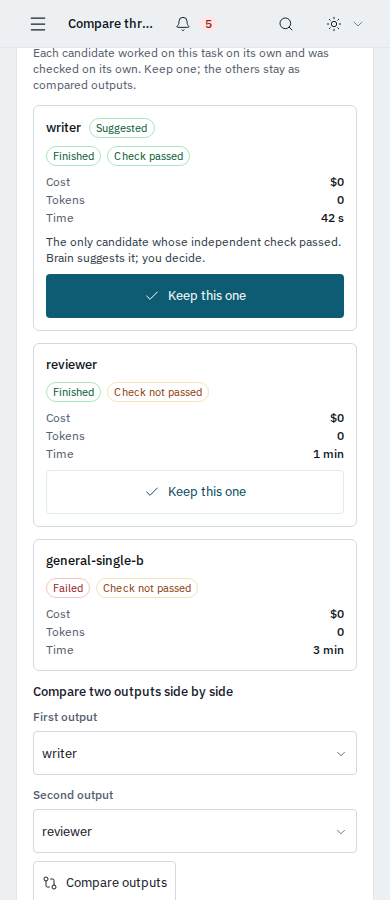 Compare thr...
5
Each candidate worked on this task on its own and was
checked on its own. Keep one; the others stay as
compared outputs.
writer Suggested
Finished Check passed
Cost $0
Tokens 0
Time 42 s
The only candidate whose independent check passed.
Brain suggests it; you decide.
Keep this one
reviewer
Finished Check not passed
Cost $0
Tokens 0
Time 1 min
Keep this one
general-single-b
Failed Check not passed
Cost $0
Tokens 0
Time 3 min
Compare two outputs side by side
First output
writer
Second output
reviewer
Compare outputs